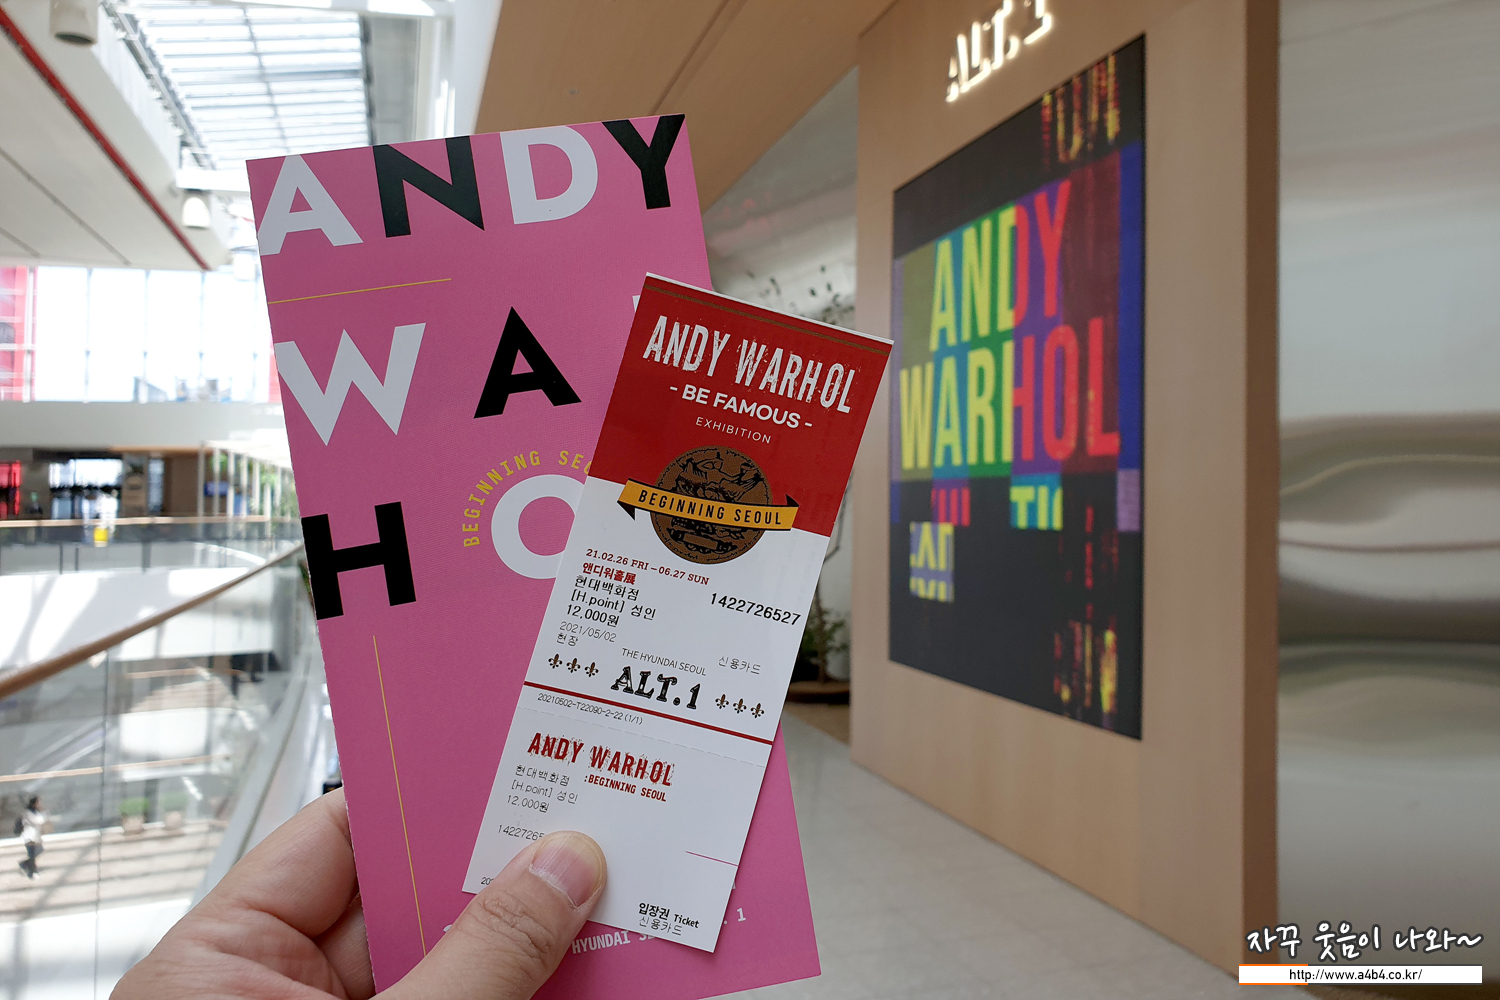 ALT.1
ANDY
WARHOL
ANDY
WA
HO
BEGINNING
ANDY WARHOL
- BE FAMOUS -
EXHIBITION
BEGINNING SEOUL
21.02.26 FRI – 06.27 SUN
앤디워홀展
현대백화점
[H.point] 성인
12,000원
1422726527
2021/05/02
현장
신용카드
THE HYUNDAI SEOUL
ALT.1
20210502-T22090-2-22 (1/1)
ANDY WARHOL
:BEGINNING SEOUL
현대백화점
[H.point] 성인
12,000원
입장권 Ticket
신용카드
HYUNDAI
자꾸 웃음이 나와~
http://www.a4b4.co.kr/